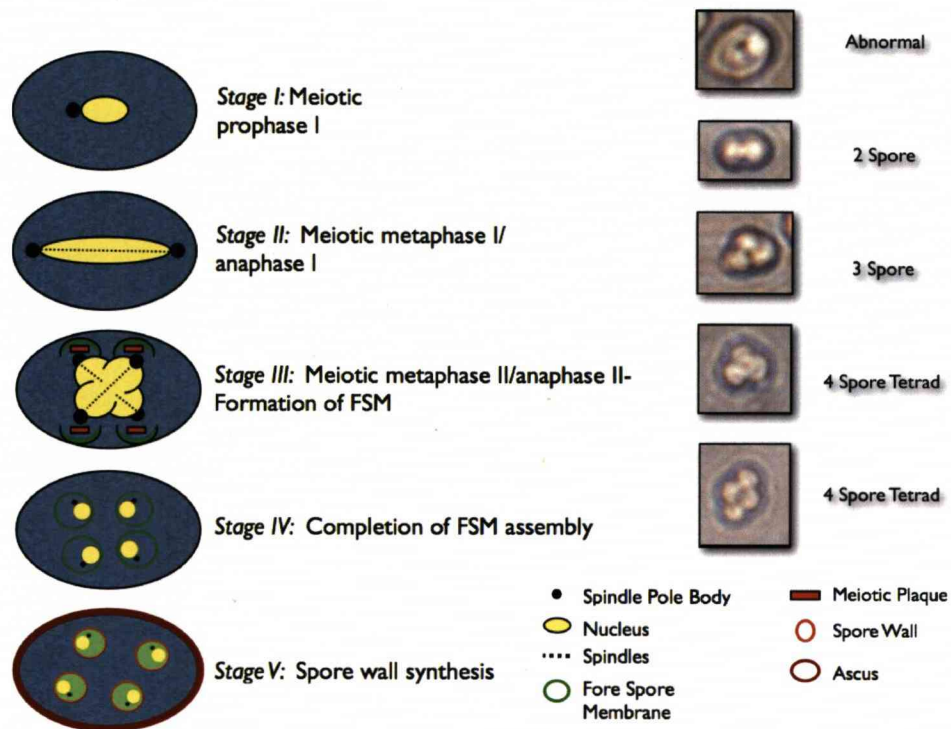 Stage I: Meiotic
prophase I
Stage II: Meiotic metaphase I/
anaphase I
Stage III: Meiotic metaphase II/anaphase II-
Formation of FSM
Stage IV: Completion of FSM assembly
Stage V: Spore wall synthesis
Abnormal
2 Spore
3 Spore
4 Spore Tetrad
4 Spore Tetrad
Spindle Pole Body
Nucleus
Spindles
Fore Spore
Membrane
Meiotic Plaque
Spore Wall
Ascus